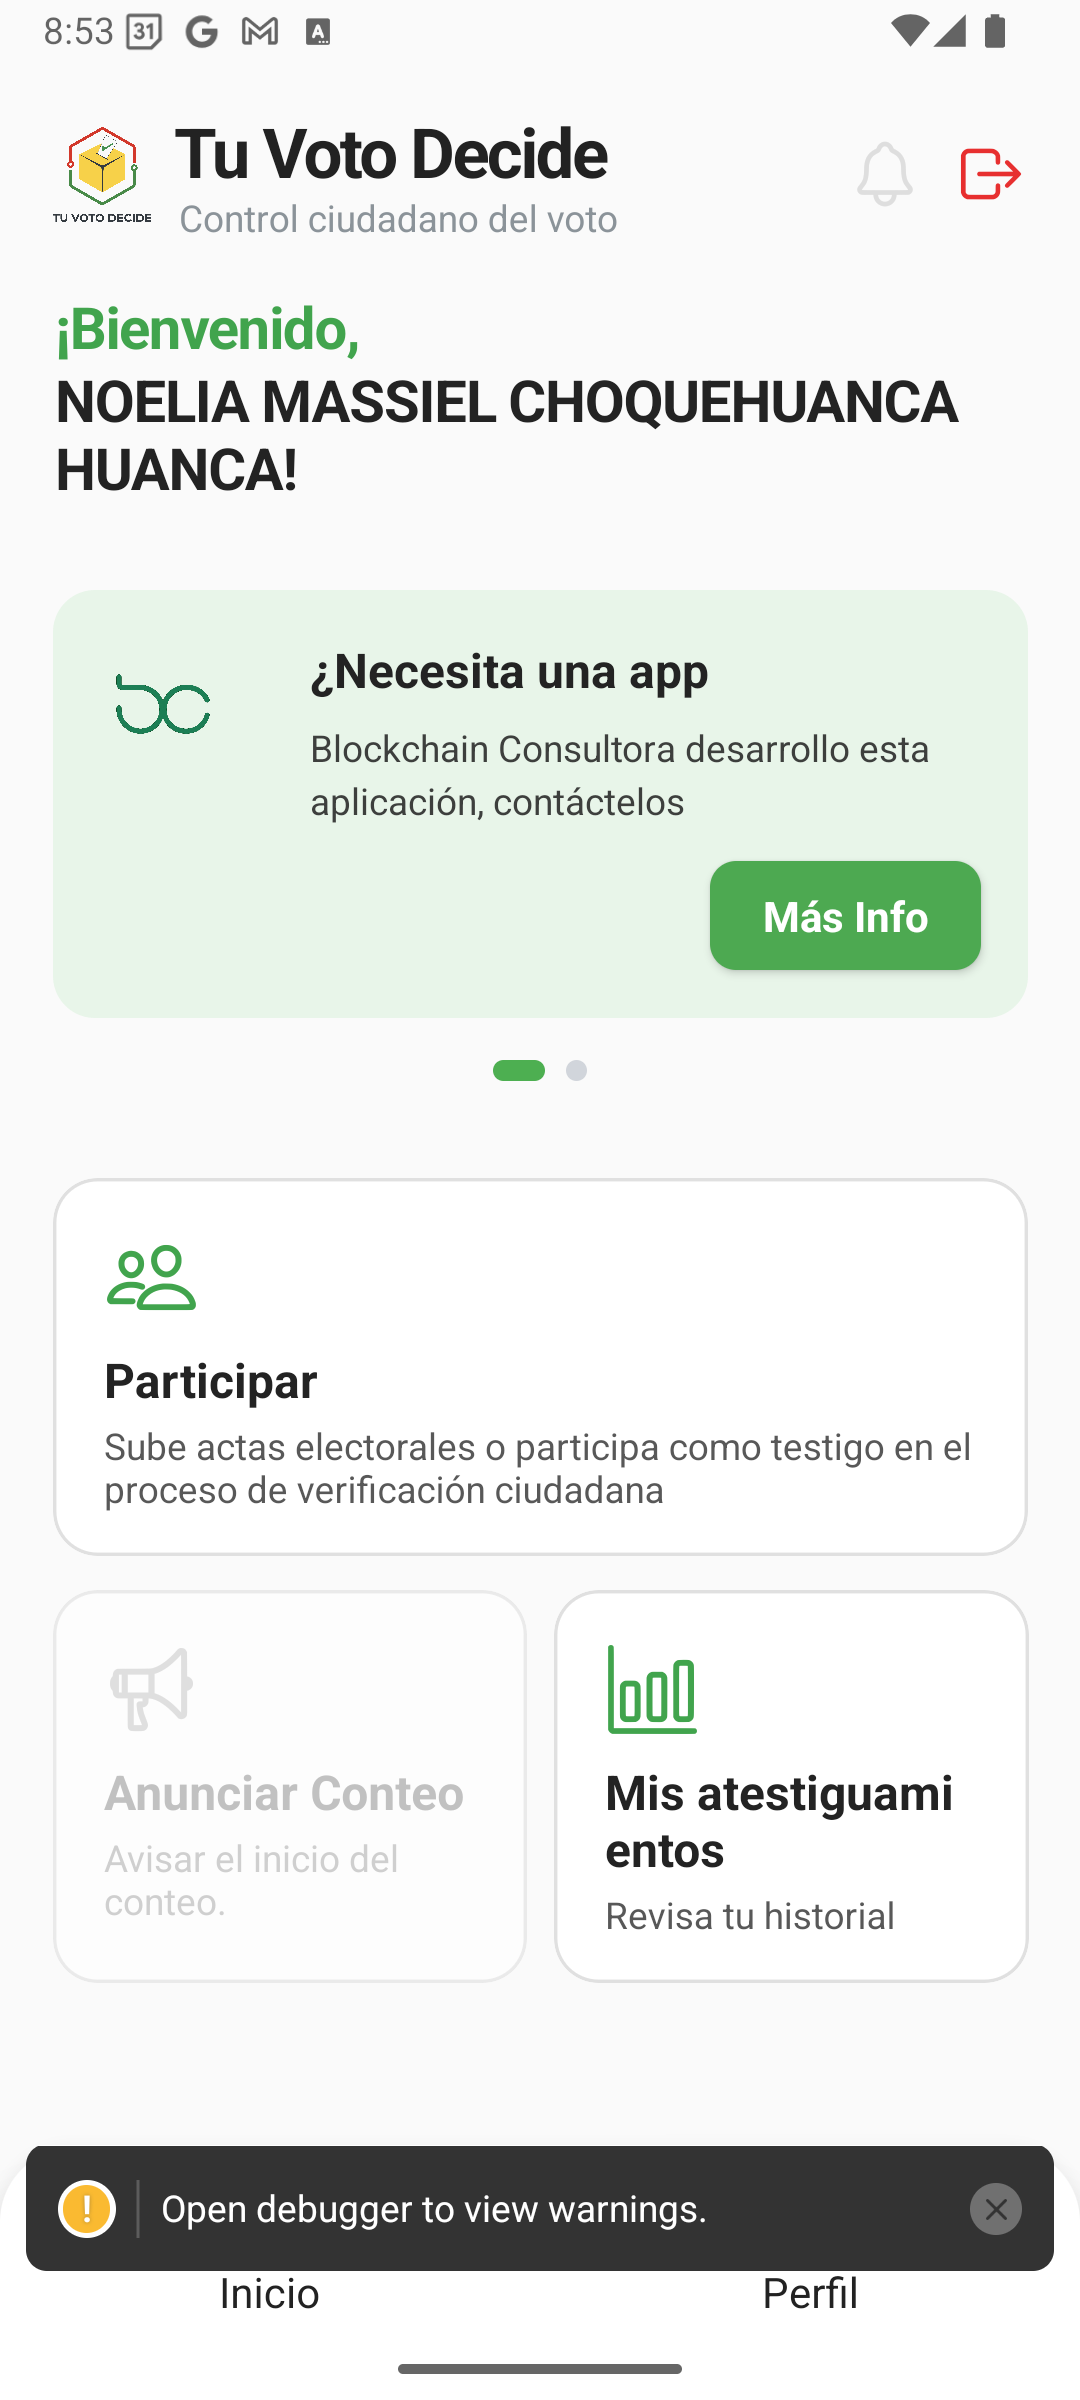 8:53
31
Tu Voto Decide
TU VOTO DECIDE
Control ciudadano del voto
¡Bienvenido,
NOELIA MASSIEL CHOQUEHUANCA
HUANCA!
¿Necesita una app
Blockchain Consultora desarrollo esta
aplicación, contáctelos
Más Info
Participar
Sube actas electorales o participa como testigo en el
proceso de verificación ciudadana
Anunciar Conteo
Avisar el inicio del
conteo.
Mis atestiguami
entos
Revisa tu historial
Open debugger to view warnings.
Inicio
Perfil